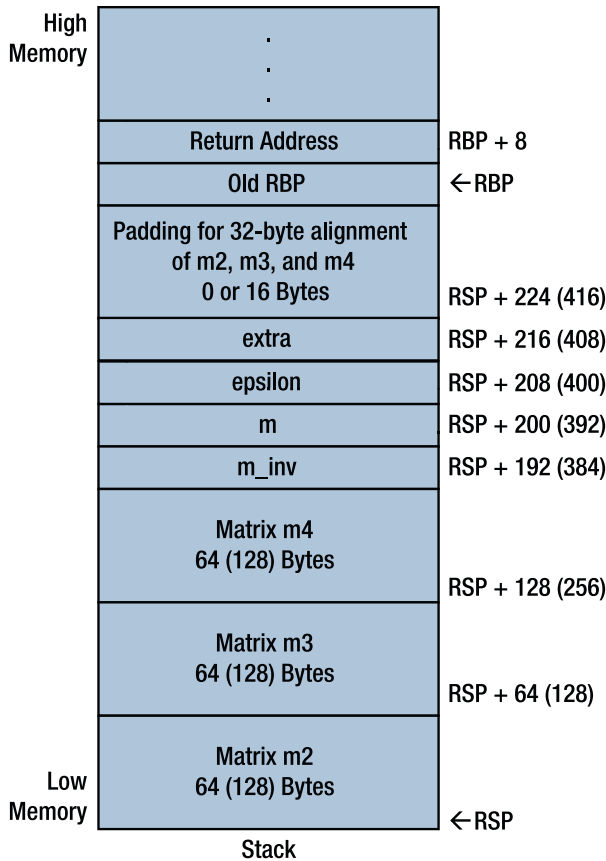 High
Memory
.
.
.
Return Address
RBP + 8
Old RBP
←RBP
Padding for 32-byte alignment
of m2, m3, and m4
0 or 16 Bytes
RSP + 224 (416)
extra
RSP + 216 (408)
epsilon
RSP + 208 (400)
m
RSP + 200 (392)
m_inv
RSP + 192 (384)
Matrix m4
64 (128) Bytes
RSP + 128 (256)
Matrix m3
64 (128) Bytes
RSP + 64 (128)
Matrix m2
64 (128) Bytes
Low
Memory
←RSP
Stack